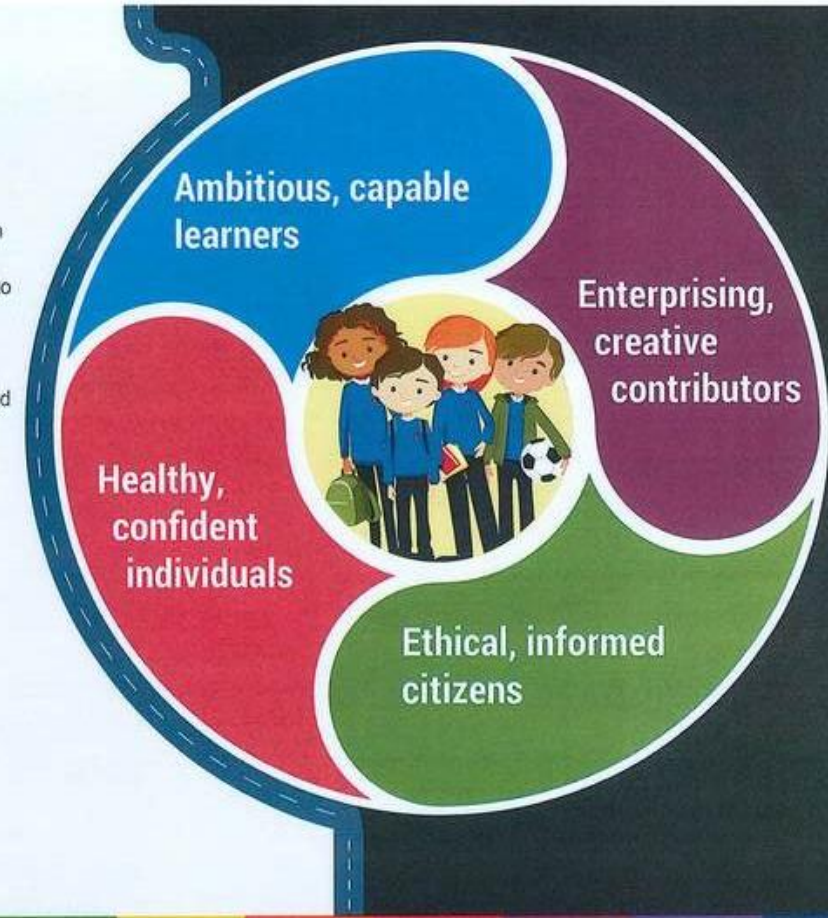 Ambitious, capable
learners
Enterprising,
creative
contributors
Healthy,
confident
individuals
Ethical, informed
citizens